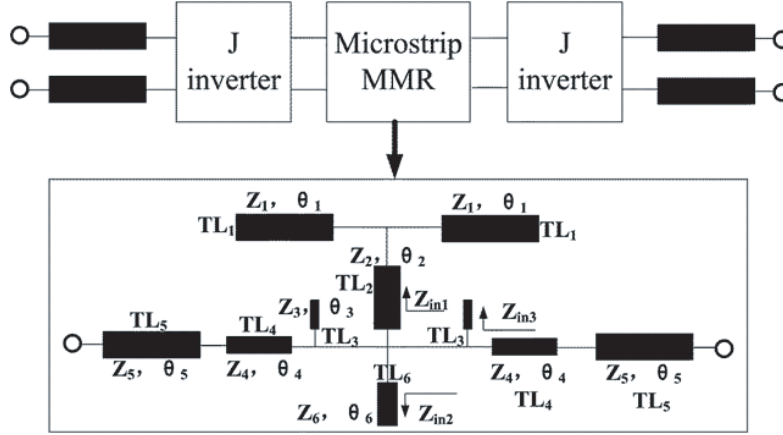 J inverter
Microstrip MMR
J inverter
Z1, θ1
Z1, θ1
TL1
TL1
Z2, θ2
TL2
Zin1
Z3, θ3
TL3
TL3
Zin3
TL5
TL4
Z5, θ5
Z4, θ4
TL6
Z4, θ4
Z5, θ5
TL4
TL5
Z6, θ6
Zin2